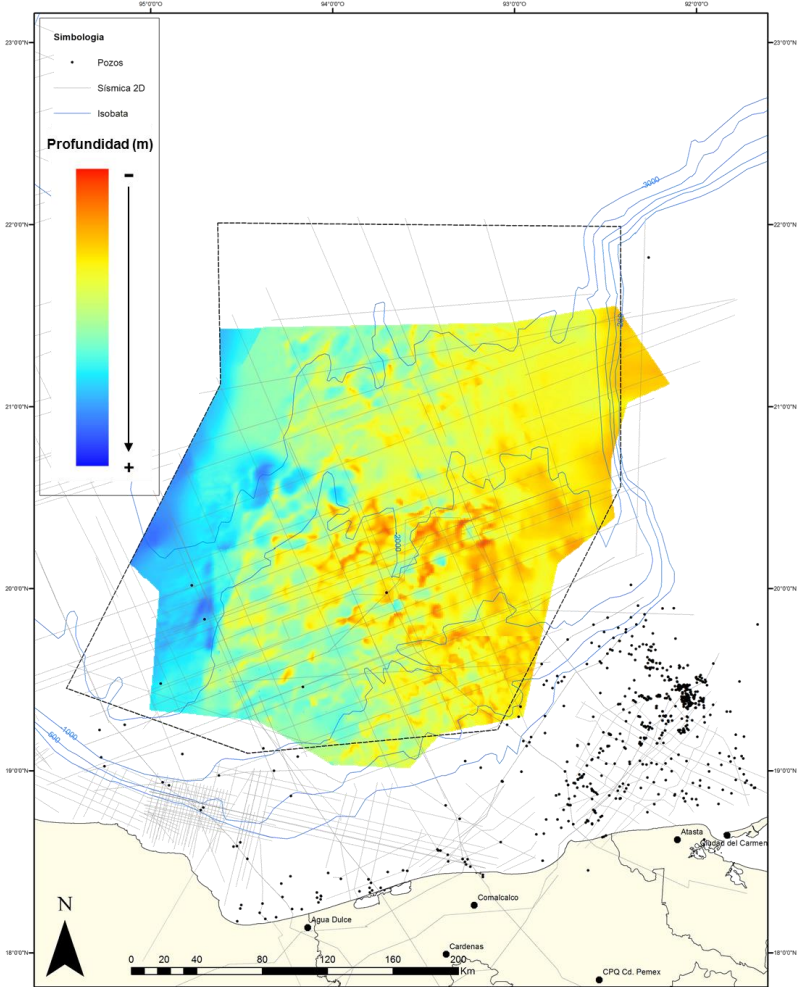 95°0'0"W
94°0'0"W
93°0'0"W
92°0'0"W
23°0'0"N
23°0'0"N
Simbologia
Pozos
Sísmica 2D
Isobata
Profundidad (m)
-
+
-3000
22°0'0"N
22°0'0"N
21°0'0"N
21°0'0"N
20°0'0"N
20°0'0"N
-1000
-500
19°0'0"N
19°0'0"N
Atasta
Ciudad del Carmen
Comalcalco
Agua Dulce
Cardenas
CPQ Cd. Pemex
18°0'0"N
18°0'0"N
N
0 20 40 80 120 160 200
Km